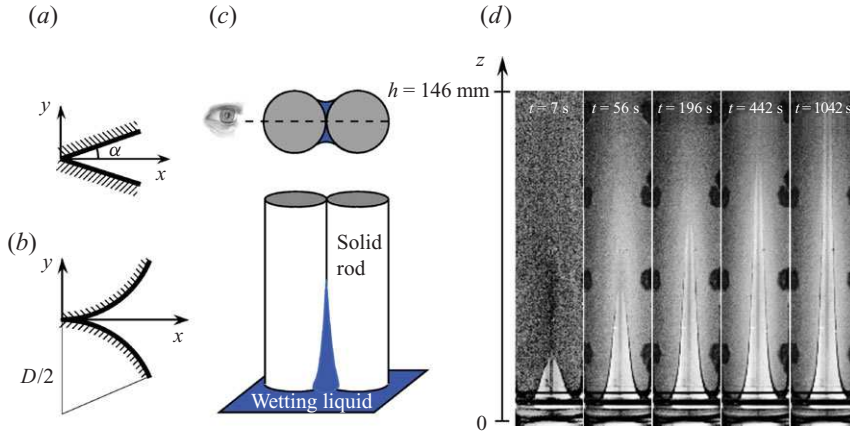 (a)
y
α
x
(b)
y
x
D/2
(c)
h = 146 mm
Solid
rod
Wetting liquid
(d)
z
t = 7 s
t = 56 s
t = 196 s
t = 442 s
t = 1042 s
0